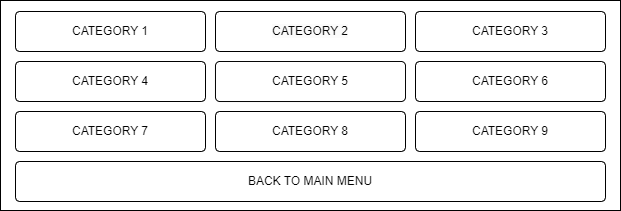 CATEGORY 1
CATEGORY 2
CATEGORY 3
CATEGORY 4
CATEGORY 5
CATEGORY 6
CATEGORY 7
CATEGORY 8
CATEGORY 9
BACK TO MAIN MENU